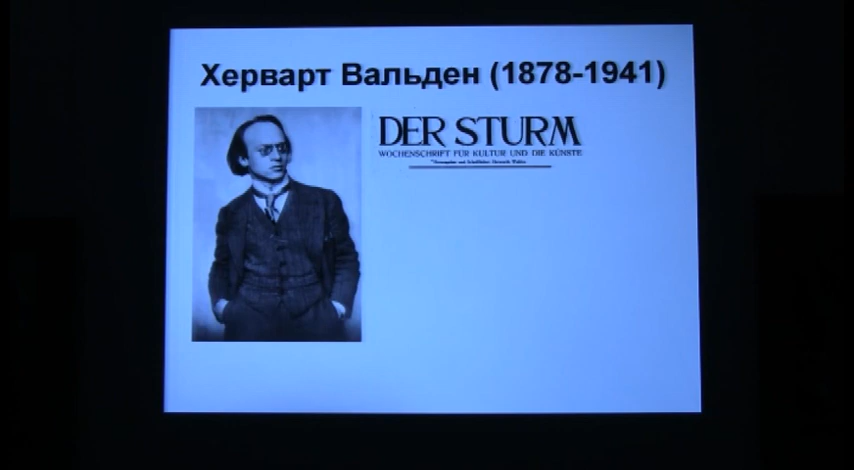 Херварт Вальден (1878-1941)
DER STURM
WOCHENSCHRIFT FÜR KULTUR UND DIE KÜNSTE